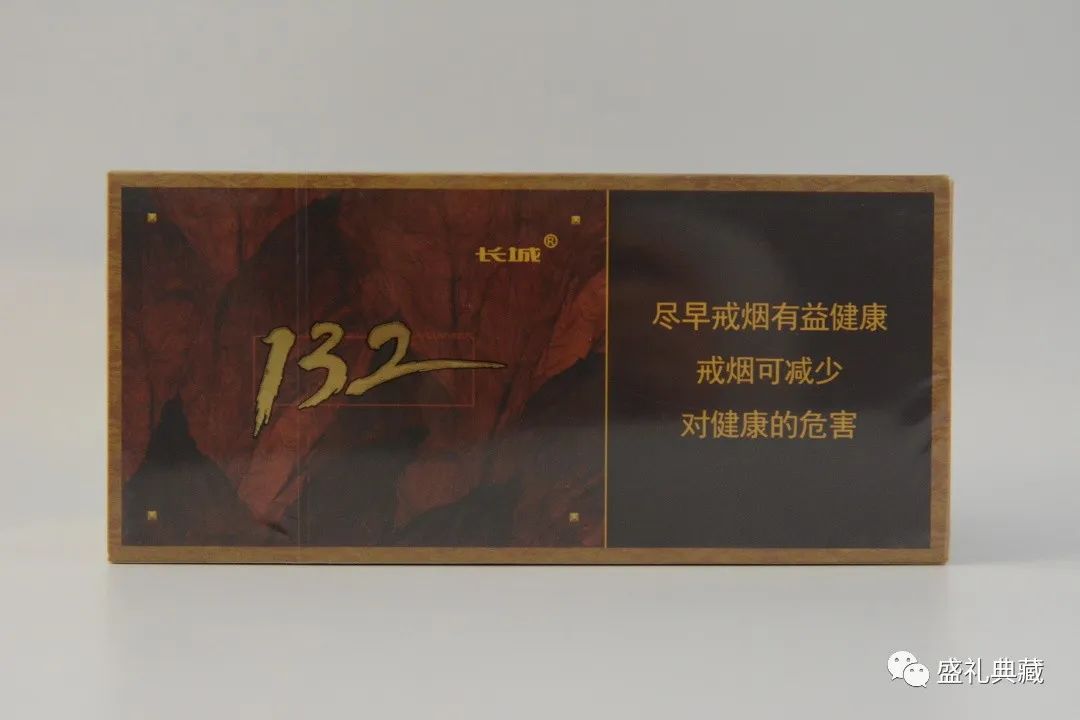 长城®
132
尽早戒烟有益健康
戒烟可减少
对健康的危害
盛礼典藏